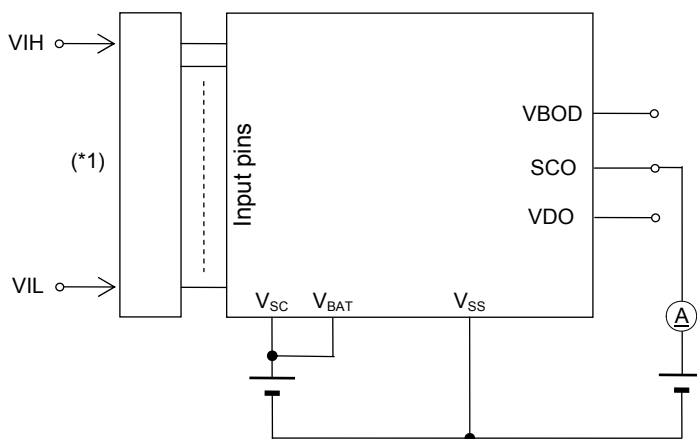 VIH
(*1)
VIL
Input pins
VBOD
SCO
VDO
VSC
VBAT
VSS
A